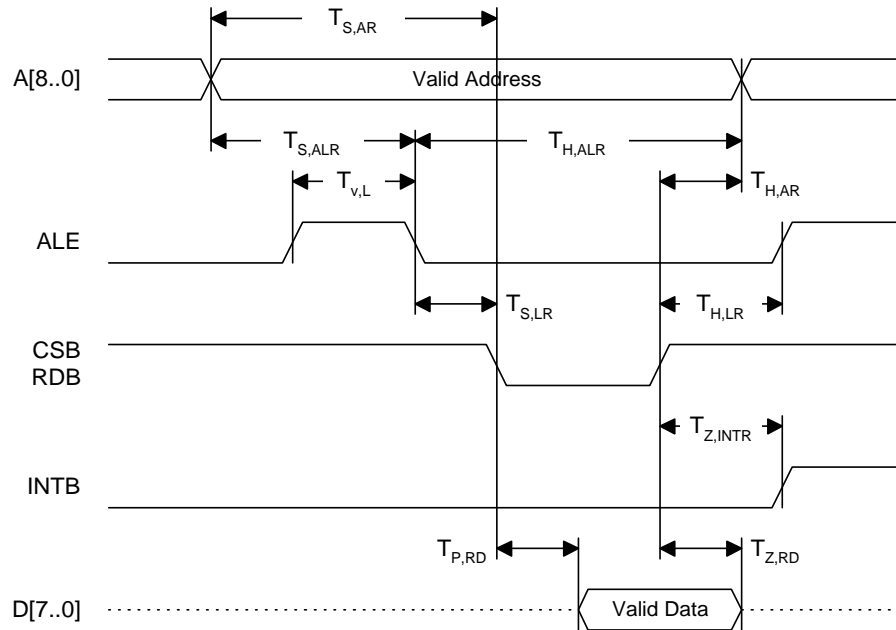 T_S,AR
A[8..0]
Valid Address
T_S,ALR
T_H,ALR
T_v,L
T_H,AR
ALE
T_S,LR
T_H,LR
CSB
RDB
T_Z,INTR
INTB
T_P,RD
T_Z,RD
D[7..0]
Valid Data